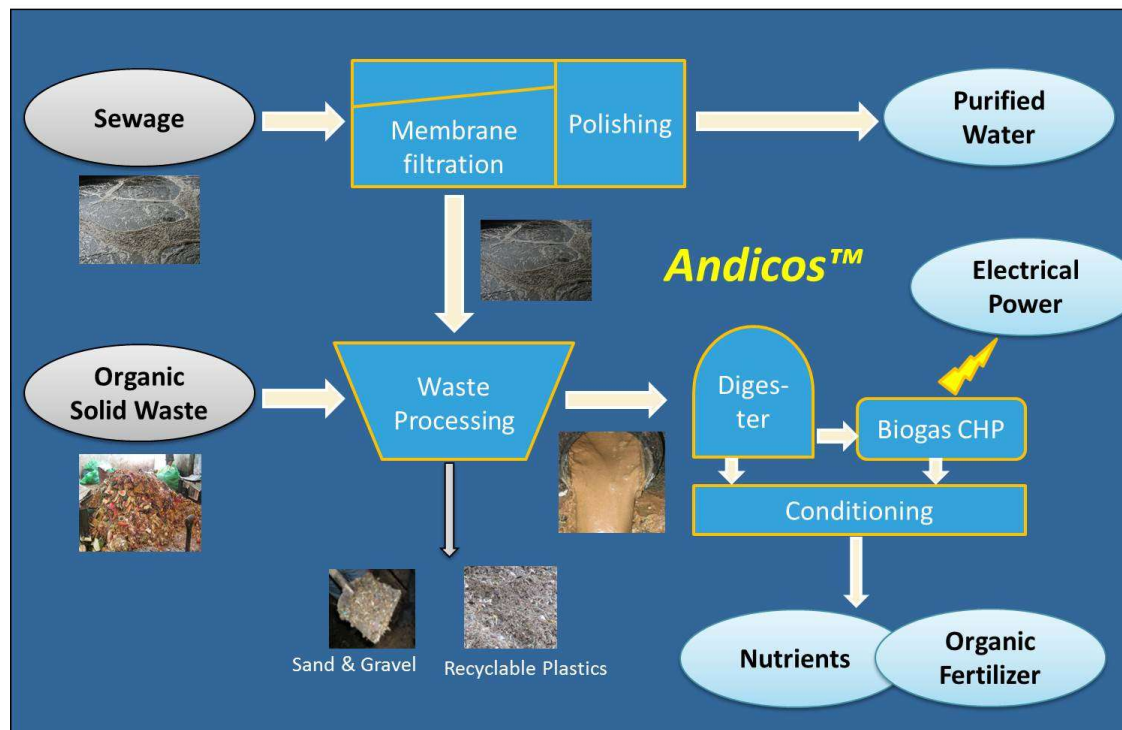 Sewage
Membrane
filtration
Polishing
Purified
Water
Andicos™
Electrical
Power
Organic
Solid Waste
Waste
Processing
Diges-
ter
Biogas CHP
Conditioning
Sand & Gravel
Recyclable Plastics
Nutrients
Organic
Fertilizer